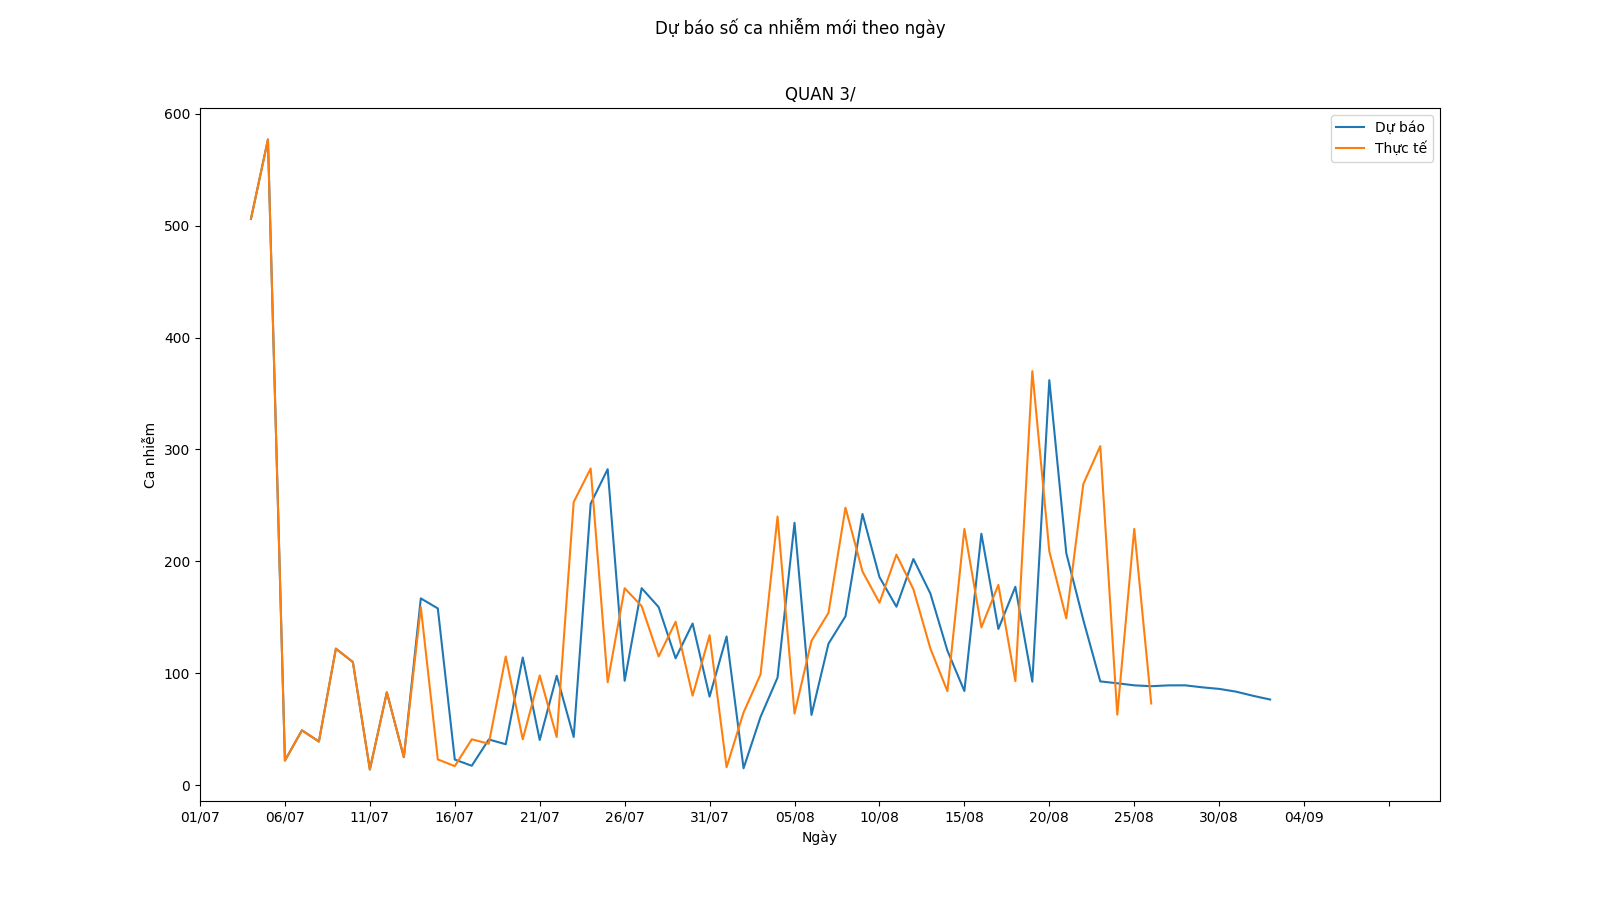 Dự báo số ca nhiễm mới theo ngày
QUAN 3/
Dự báo
Thực tế
600
500
400
300
200
100
0
Ca nhiễm
01/07 06/07 11/07 16/07 21/07 26/07 31/07 05/08 10/08 15/08 20/08 25/08 30/08 04/09
Ngày